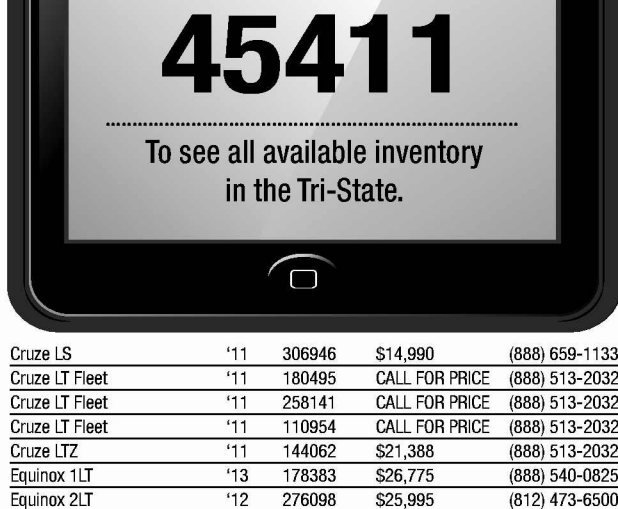 45411
To see all available inventory
in the Tri-State.
Cruze LS '11 306946 $14,990 (888) 659-1133
Cruze LT Fleet '11 180495 CALL FOR PRICE (888) 513-2032
Cruze LT Fleet '11 258141 CALL FOR PRICE (888) 513-2032
Cruze LT Fleet '11 110954 CALL FOR PRICE (888) 513-2032
Cruze LTZ '11 144062 $21,388 (888) 513-2032
Equinox 1LT '13 178383 $26,775 (888) 540-0825
Equinox 2LT '12 276098 $25,995 (812) 473-6500